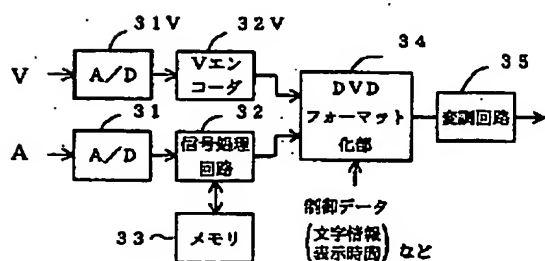 31V
32V
34
35
V
A/D
Vエン
コーダ
DVD
フォーマット
化部
変調回路
31
32
A
A/D
信号処理
回路
33
メモリ
制御データ
(文字情報
表示時間)など